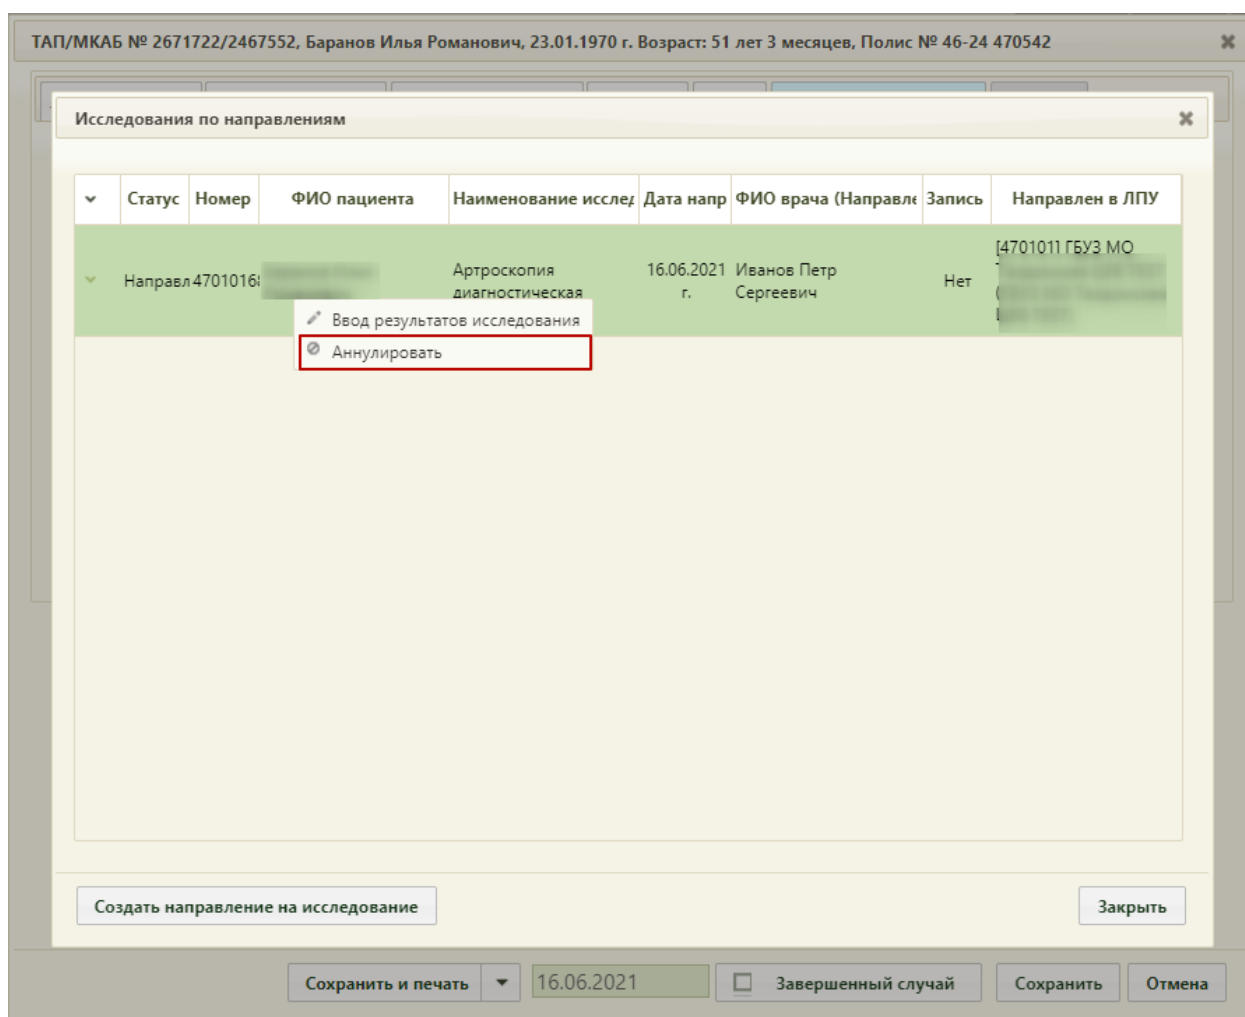 ТАП/МКАБ № 2671722/2467552, Баранов Илья Романович, 23.01.1970 г. Возраст: 51 лет 3 месяцев, Полис № 46-24 470542
Исследования по направлениям
Статус Номер ФИО пациента Наименование исслед Дата напр ФИО врача (Направле Запись Направлен в ЛПУ
[470101] ГБУЗ МО
Направл 4701016 Артроскопия 16.06.2021 Иванов Петр Нет
диагностическая г. Сергеевич
Ввод результатов исследования
Аннулировать
Создать направление на исследование Закрыть
Сохранить и печать 16.06.2021 Завершенный случай Сохранить Отмена